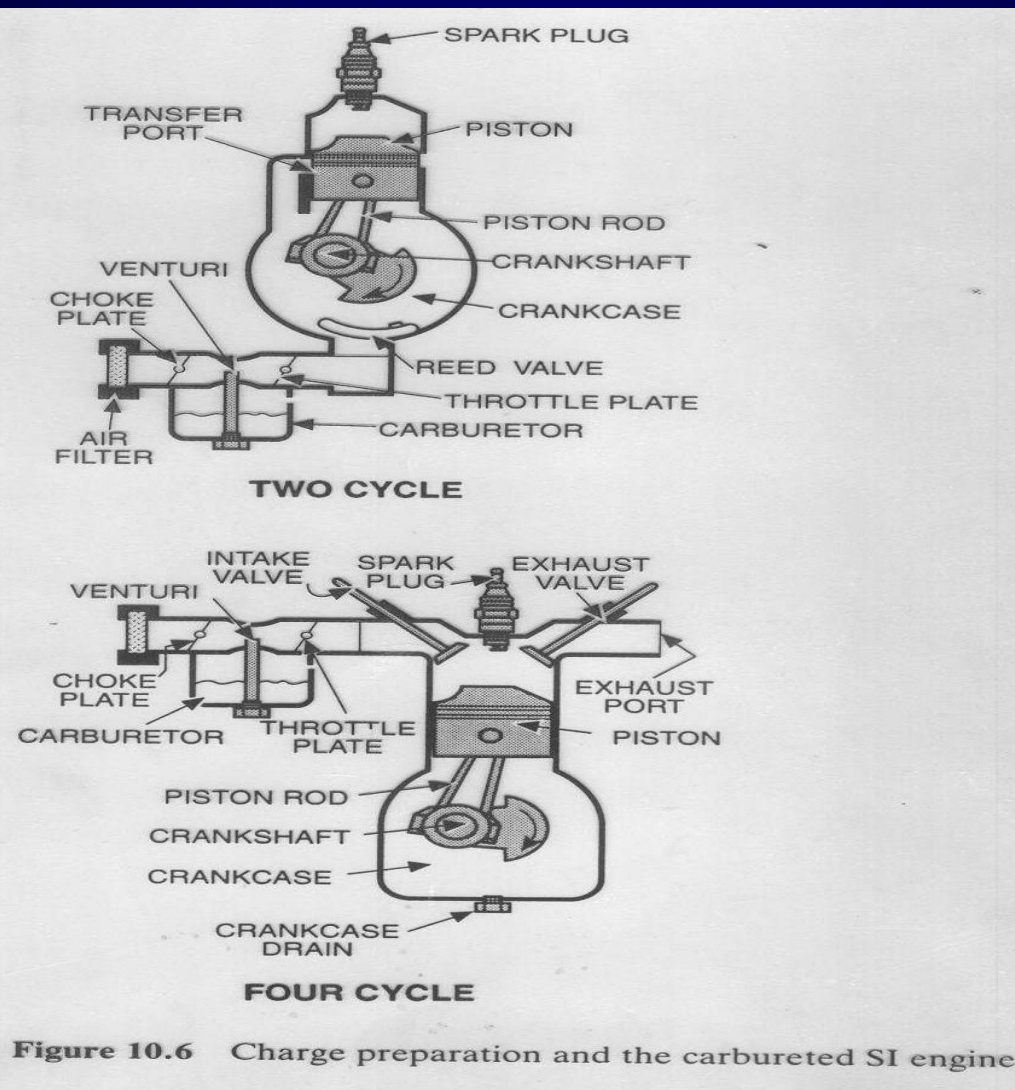 SPARK PLUG
TRANSFER
PORT
PISTON
PISTON ROD
VENTURI
CRANKSHAFT
CHOKE
PLATE
CRANKCASE
REED VALVE
THROTTLE PLATE
CARBURETOR
AIR
FILTER
TWO CYCLE
INTAKE
VALVE
SPARK
PLUG
EXHAUST
VALVE
VENTURI
CHOKE
PLATE
EXHAUST
PORT
CARBURETOR
THROTTLE
PLATE
PISTON
PISTON ROD
CRANKSHAFT
CRANKCASE
CRANKCASE
DRAIN
FOUR CYCLE
Figure 10.6 Charge preparation and the carbureted SI engine